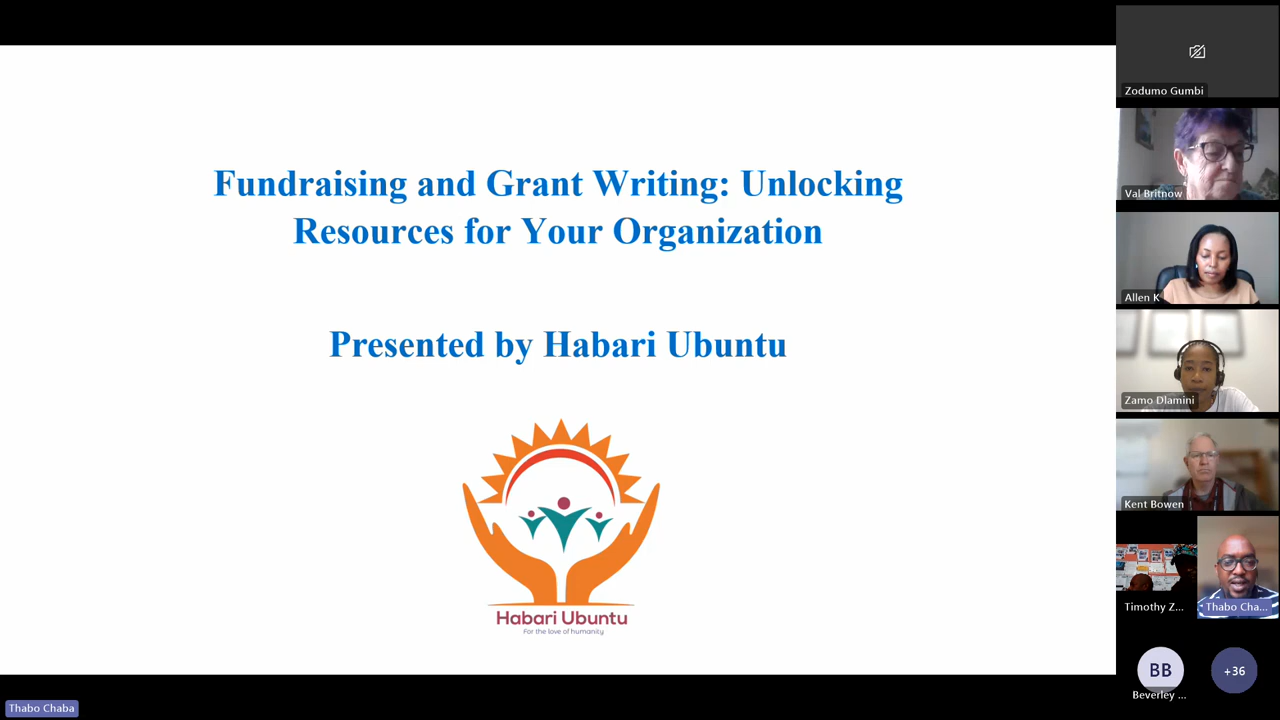 Fundraising and Grant Writing: Unlocking
Resources for Your Organization
Presented by Habari Ubuntu
Habari Ubuntu
For the love of humanity
Zodumo Gumbi
Val Britnow
Allen K
Zamo Dlamini
Kent Bowen
Timothy Z...
Thabo Cha...
BB
Beverley ...
+36
Thabo Chaba